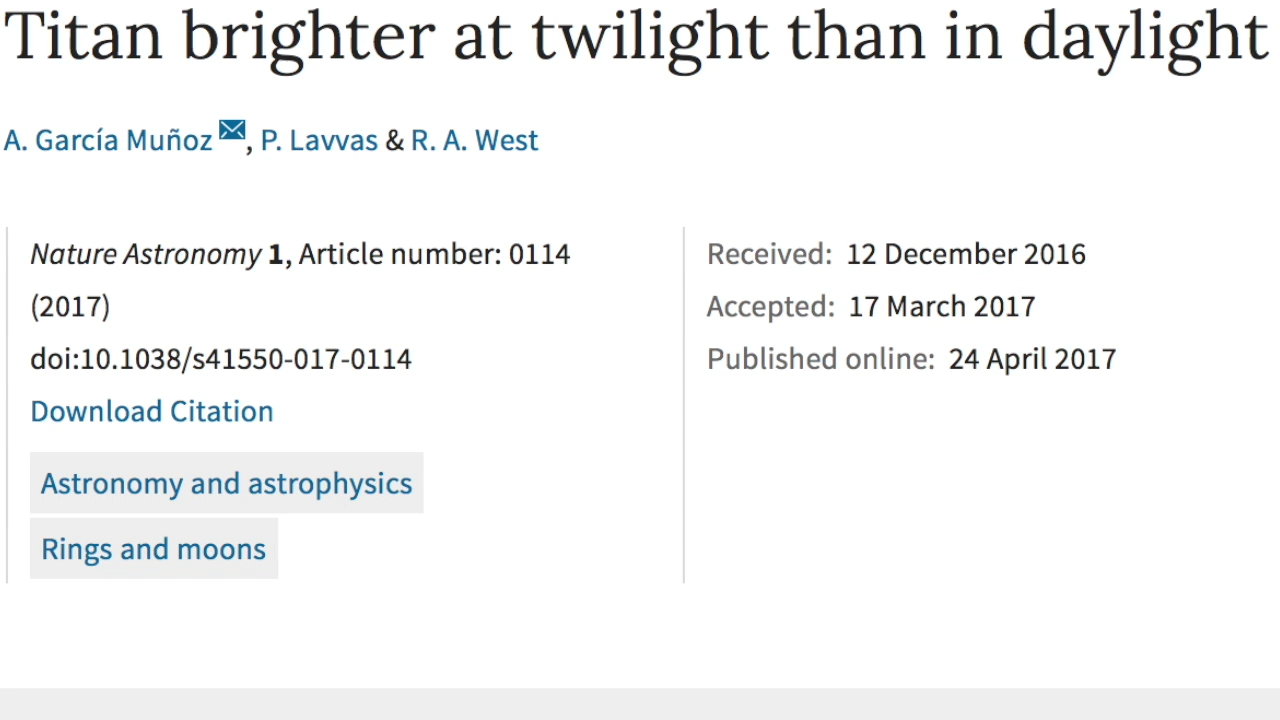 Titan brighter at twilight than in daylight
A. García Muñoz, P. Lavvas & R. A. West
Nature Astronomy 1, Article number: 0114
(2017)
doi:10.1038/s41550-017-0114
Download Citation
Astronomy and astrophysics
Rings and moons
Received: 12 December 2016
Accepted: 17 March 2017
Published online: 24 April 2017